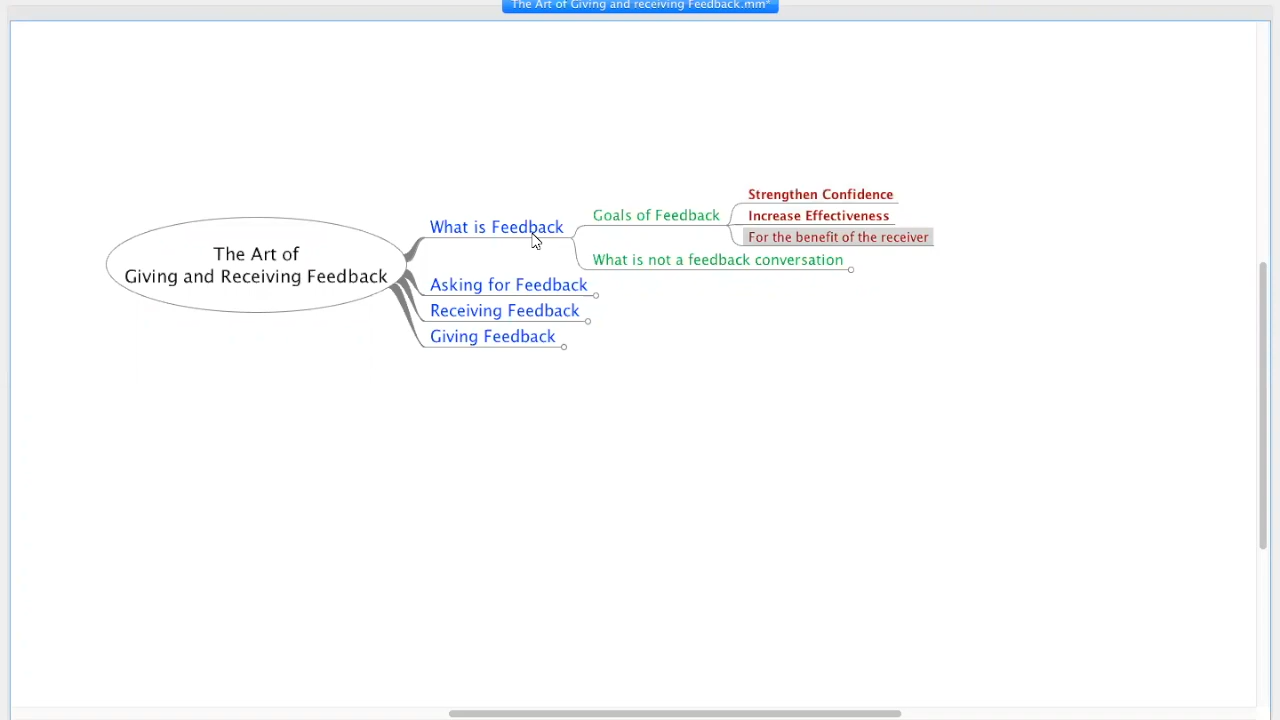 The Art of Giving and receiving Feedback.mm*
The Art of
Giving and Receiving Feedback
What is Feedback
Goals of Feedback
Strengthen Confidence
Increase Effectiveness
For the benefit of the receiver
What is not a feedback conversation
Asking for Feedback
Receiving Feedback
Giving Feedback